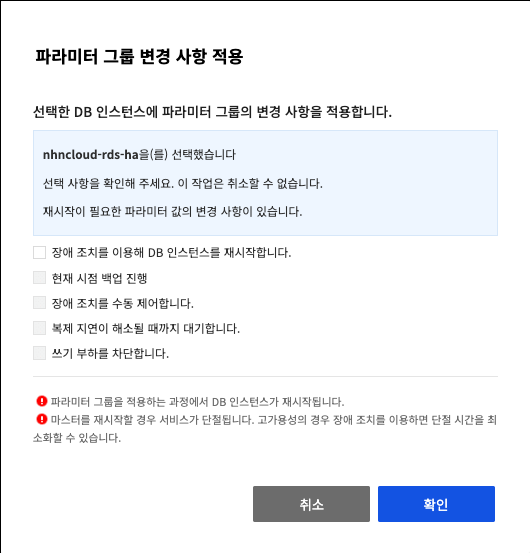 파라미터 그룹 변경 사항 적용
선택한 DB 인스턴스에 파라미터 그룹의 변경 사항을 적용합니다.
nhncloud-rds-ha을(를) 선택했습니다
선택 사항을 확인해 주세요. 이 작업은 취소할 수 없습니다.
재시작이 필요한 파라미터 값의 변경 사항이 있습니다.
장애 조치를 이용해 DB 인스턴스를 재시작합니다.
현재 시점 백업 진행
장애 조치를 수동 제어합니다.
복제 지연이 해소될 때까지 대기합니다.
쓰기 부하를 차단합니다.
파라미터 그룹을 적용하는 과정에서 DB 인스턴스가 재시작됩니다.
마스터를 재시작할 경우 서비스가 단절됩니다. 고가용성의 경우 장애 조치를 이용하면 단절 시간을 최
소화할 수 있습니다.
취소
확인